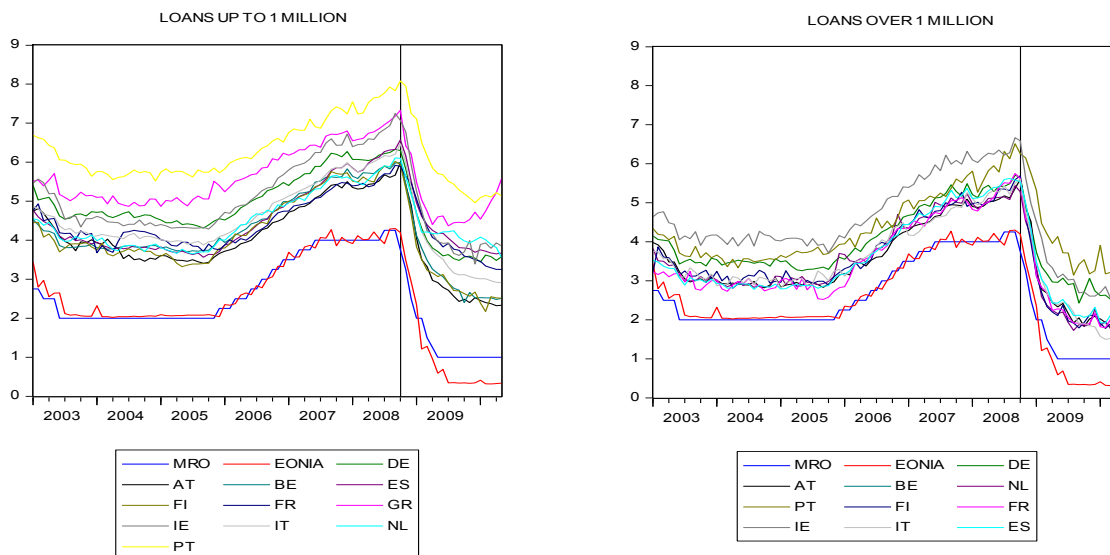 LOANS UP TO 1 MILLION
9
8
7
6
5
4
3
2
1
0
2003 2004 2005 2006 2007 2008 2009
MRO EONIA DE
AT BE ES
FI FR GR
IE IT NL
PT
LOANS OVER 1 MILLION
9
8
7
6
5
4
3
2
1
0
2003 2004 2005 2006 2007 2008 2009
MRO EONIA DE
AT BE NL
PT FI FR
IE IT ES